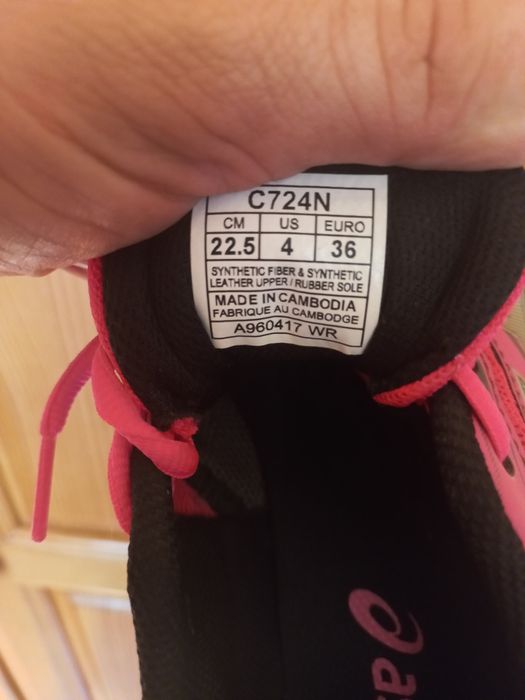 C724N
CM US EURO
22.5 4 36
SYNTHETIC FIBER & SYNTHETIC
LEATHER UPPER / RUBBER SOLE
MADE IN CAMBODIA
FABRIQUE AU CAMBODGE
A960417 WR
as